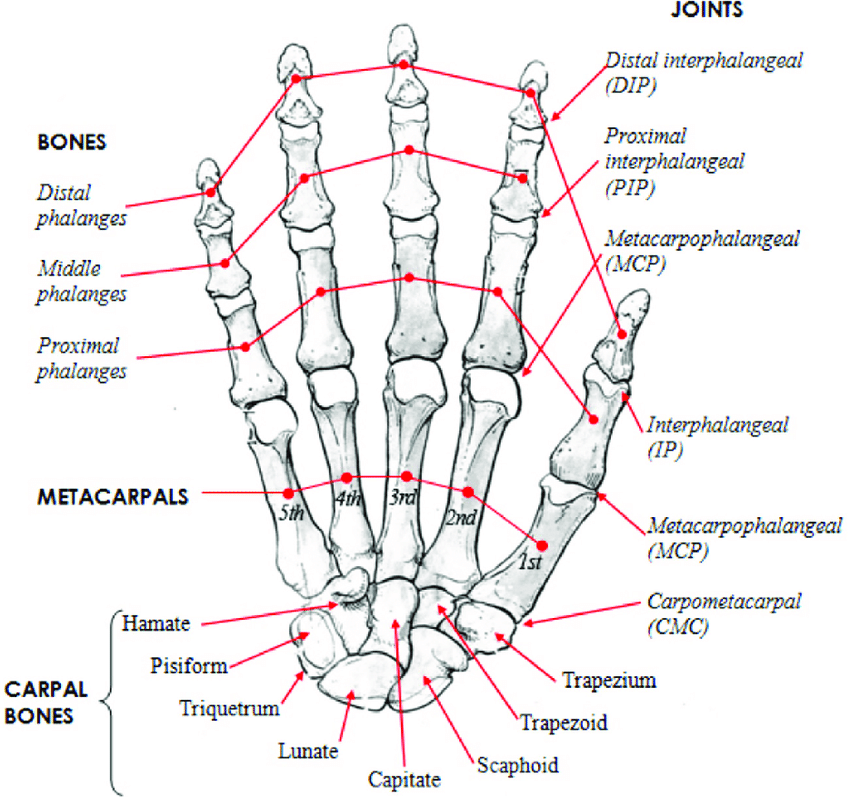 JOINTS
Distal interphalangeal
(DIP)
Proximal
interphalangeal
(PIP)
Metacarpophalangeal
(MCP)
Interphalangeal
(IP)
Metacarpophalangeal
(MCP)
Carpometacarpal
(CMC)
BONES
Distal
phalanges
Middle
phalanges
Proximal
phalanges
METACARPALS
5th
4th
3rd
2nd
1st
CARPAL
BONES
Hamate
Pisiform
Triquetrum
Lunate
Capitate
Scaphoid
Trapezoid
Trapezium